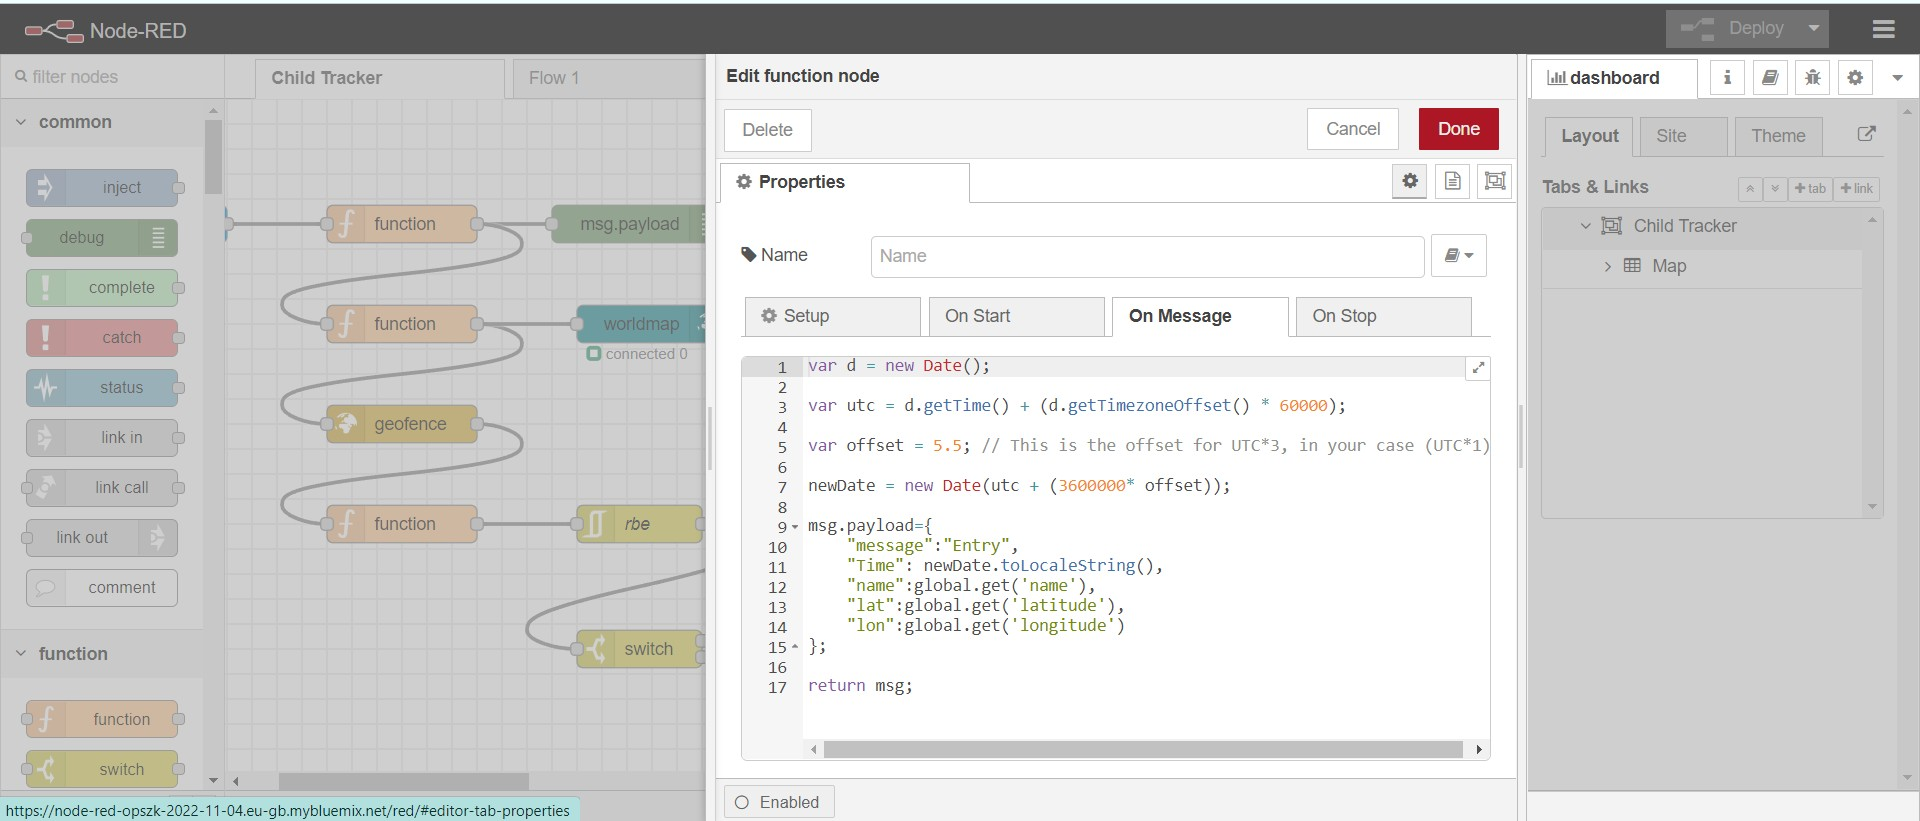 Node-RED
Deploy
filter nodes
Child Tracker
Flow 1
Edit function node
dashboard
Delete
Cancel
Done
Layout
Site
Theme
common
Properties
Tabs & Links
tab
link
inject
debug
complete
catch
status
link in
link call
link out
comment
function
function
switch
function
msg.payload
function
worldmap
connected 0
geofence
function
rbe
switch
Name
Name
Setup
On Start
On Message
On Stop
1 var d = new Date();
2
3 var utc = d.getTime() + (d.getTimezoneOffset() * 60000);
4
5 var offset = 5.5; // This is the offset for UTC*3, in your case (UTC*1)
6
7 newDate = new Date(utc + (3600000* offset));
8
9 msg.payload={
10 "message":"Entry",
11 "Time": newDate.toLocaleString(),
12 "name":global.get('name'),
13 "lat":global.get('latitude'),
14 "lon":global.get('longitude')
15 };
16
17 return msg;
Enabled
Child Tracker
Map
https://node-red-opszk-2022-11-04.eu-gb.mybluemix.net/red/#editor-tab-properties